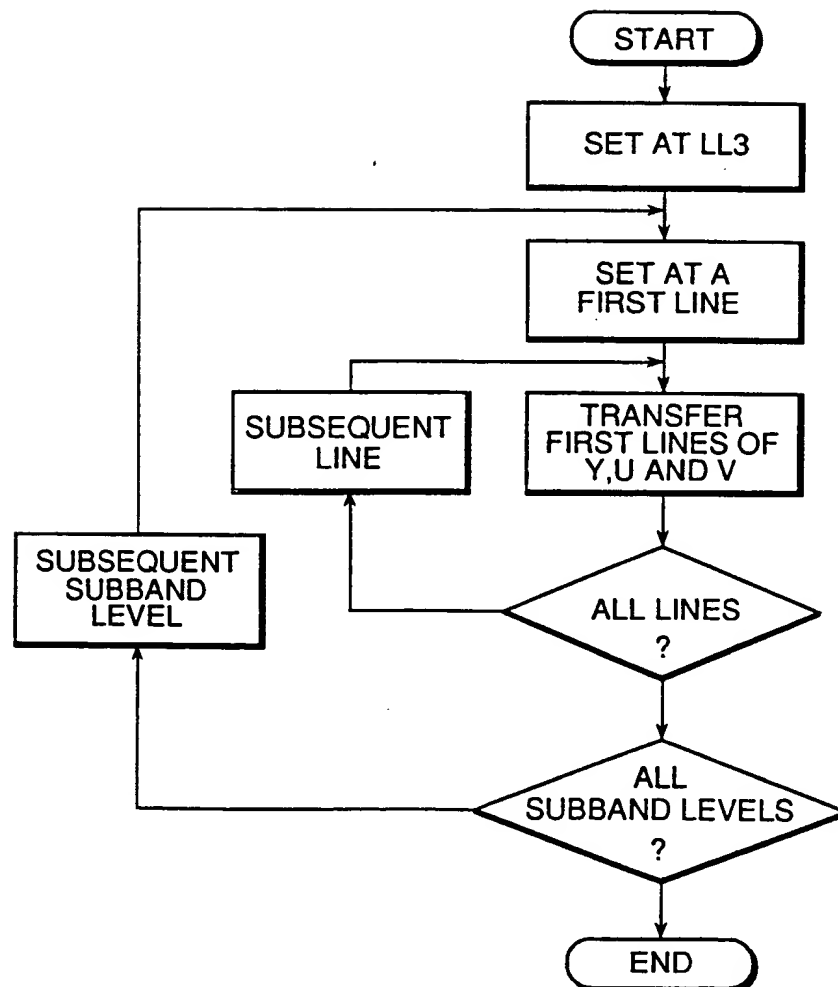 START
SET AT LL3
SET AT A
FIRST LINE
TRANSFER
FIRST LINES OF
Y,U AND V
SUBSEQUENT
LINE
ALL LINES
?
SUBSEQUENT
SUBBAND
LEVEL
ALL
SUBBAND LEVELS
?
END